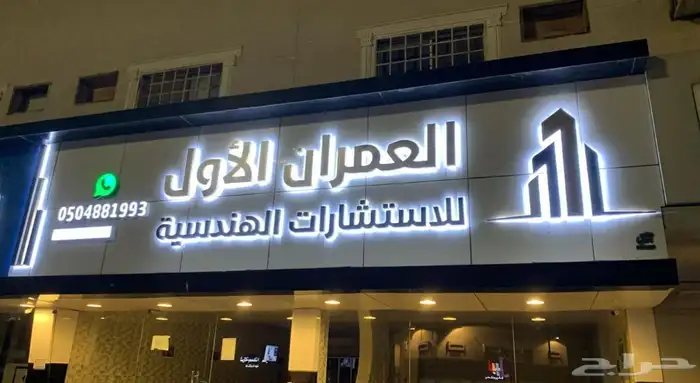 العمران الأول
للاستشارات الهندسية
0504881993
حراج